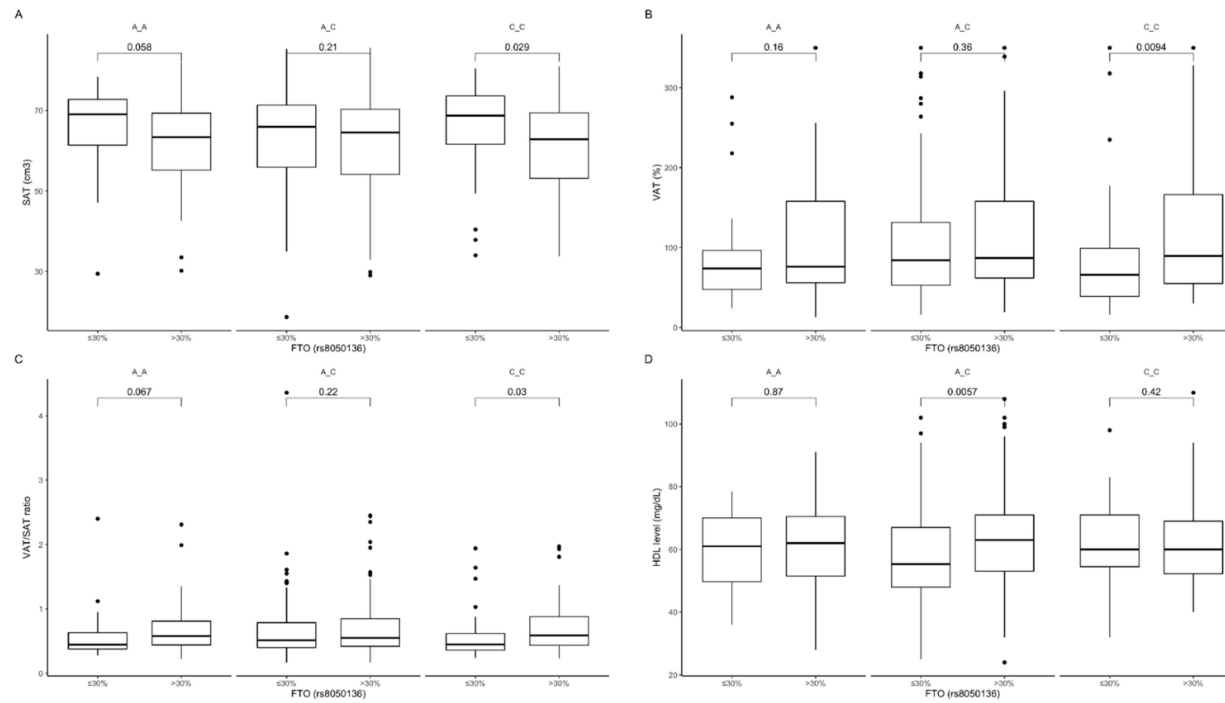 A
A_A
A_C
C_C
0.058
0.21
0.029
SAT (cm3)
70
50
30
≤30%
>30%
≤30%
>30%
≤30%
>30%
FTO (rs8050136)
B
A_A
A_C
C_C
0.16
0.36
0.0094
VAT (%)
300
200
100
0
≤30%
>30%
≤30%
>30%
≤30%
>30%
FTO (rs8050136)
C
A_A
A_C
C_C
0.067
0.22
0.03
VAT/SAT ratio
4
3
2
1
0
≤30%
>30%
≤30%
>30%
≤30%
>30%
FTO (rs8050136)
D
A_A
A_C
C_C
0.87
0.0057
0.42
HDL level (mg/dL)
100
80
60
40
20
≤30%
>30%
≤30%
>30%
≤30%
>30%
FTO (rs8050136)